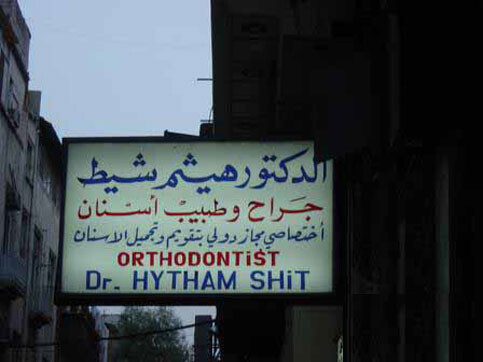 الدكتور هيثم شيط
جراح وطبيب أسنان
أختصاصي مجاز دولي بتقويم وتجميل الاسنان
ORTHODONTiST
Dr. HYTHAM SHiT